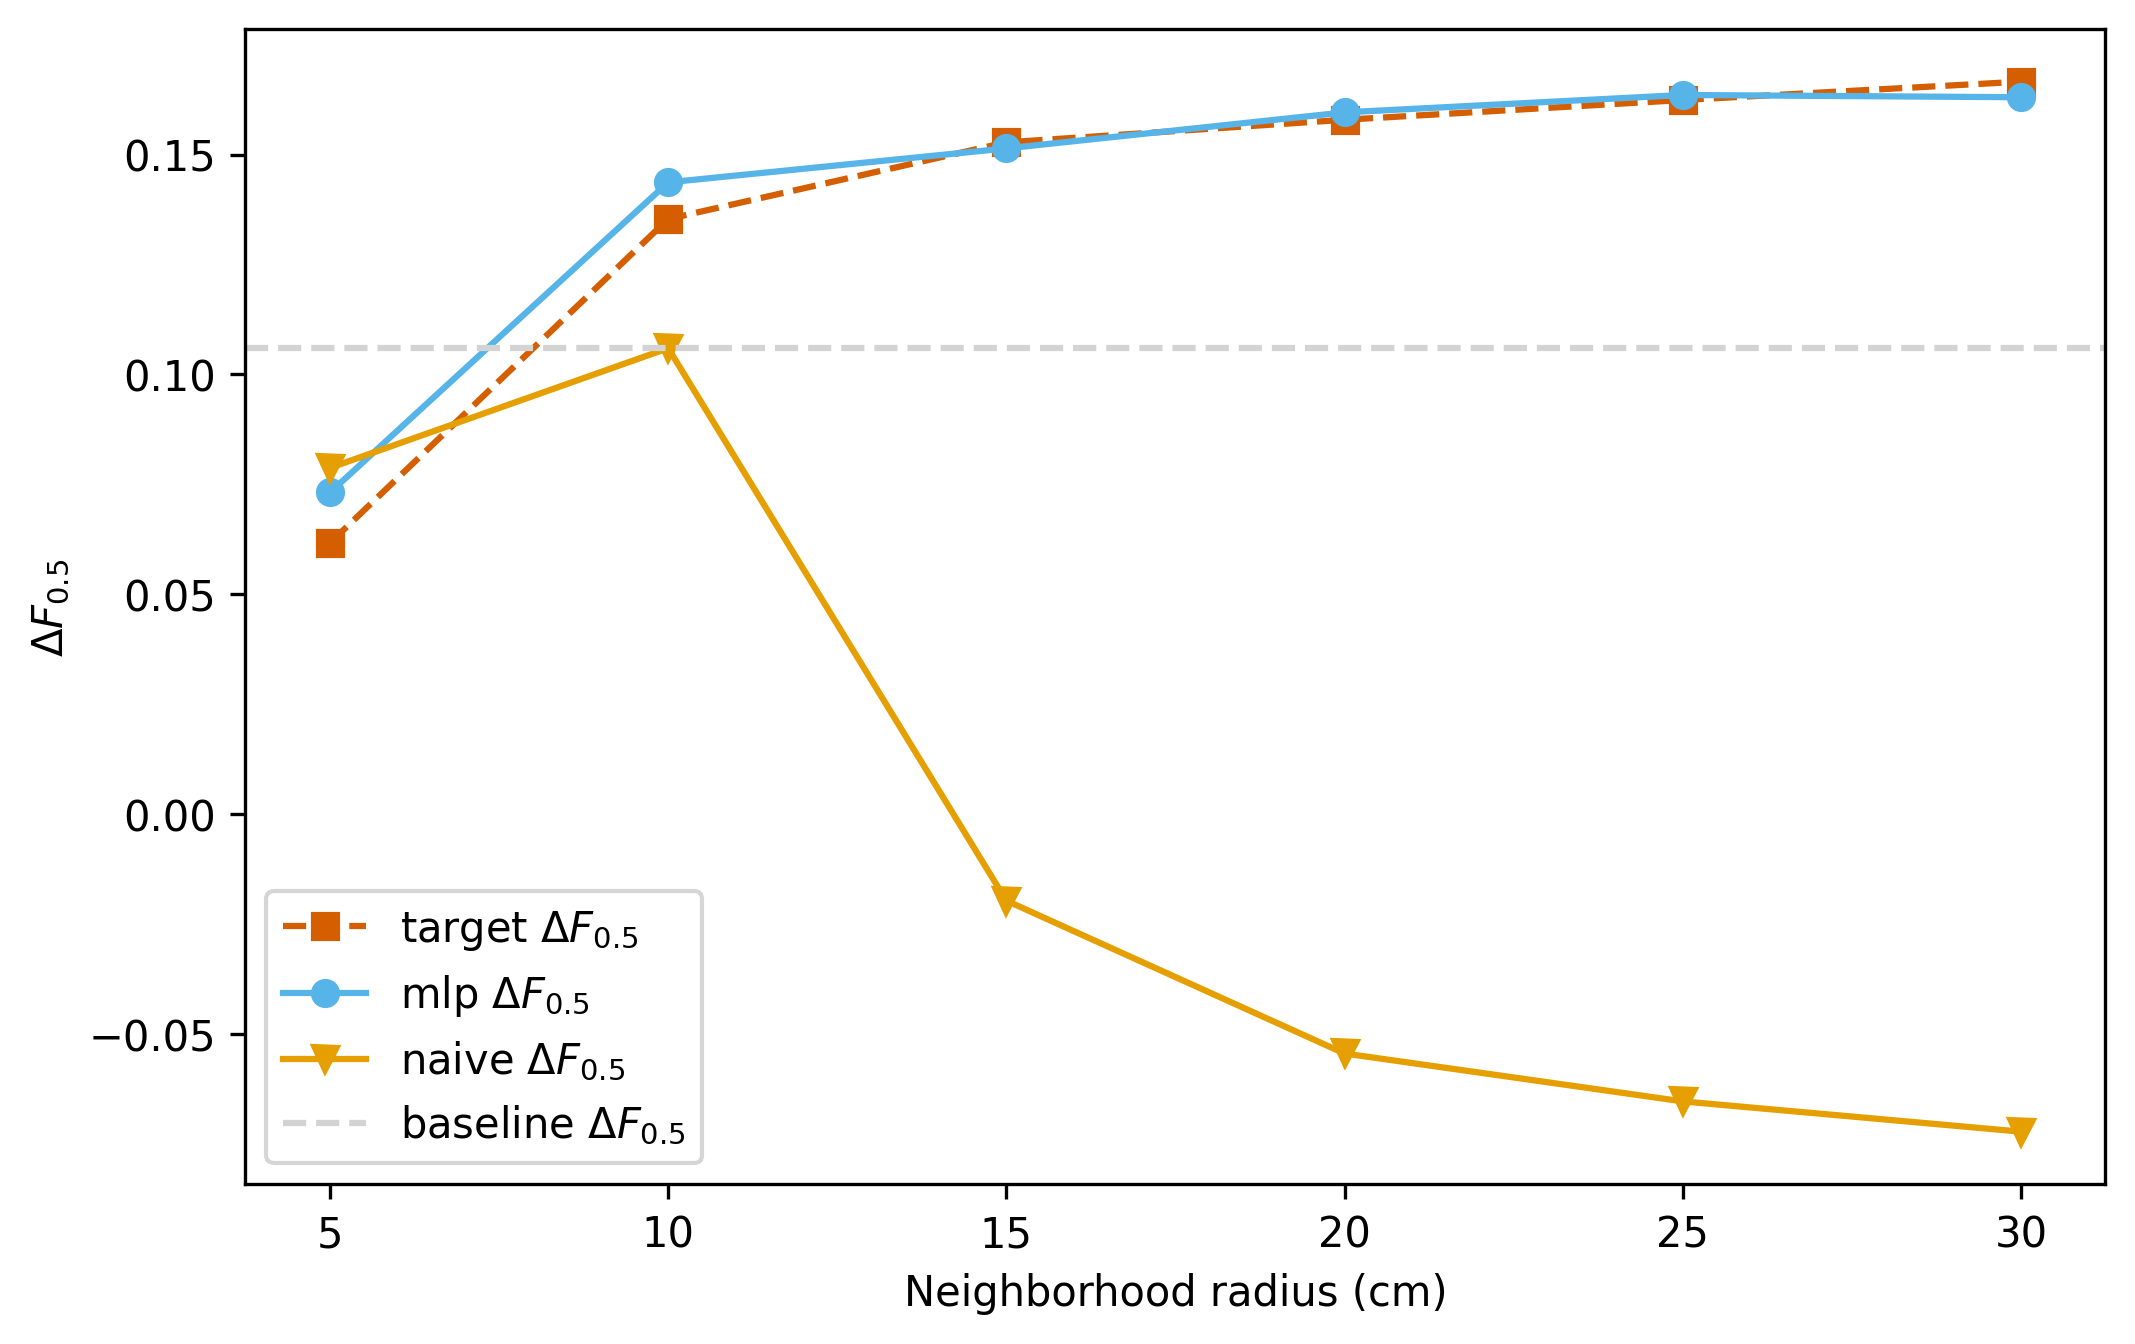 0.15
0.10
0.05
0.00
−0.05
ΔF0.5
target ΔF0.5
mlp ΔF0.5
naive ΔF0.5
baseline ΔF0.5
5 10 15 20 25 30
Neighborhood radius (cm)